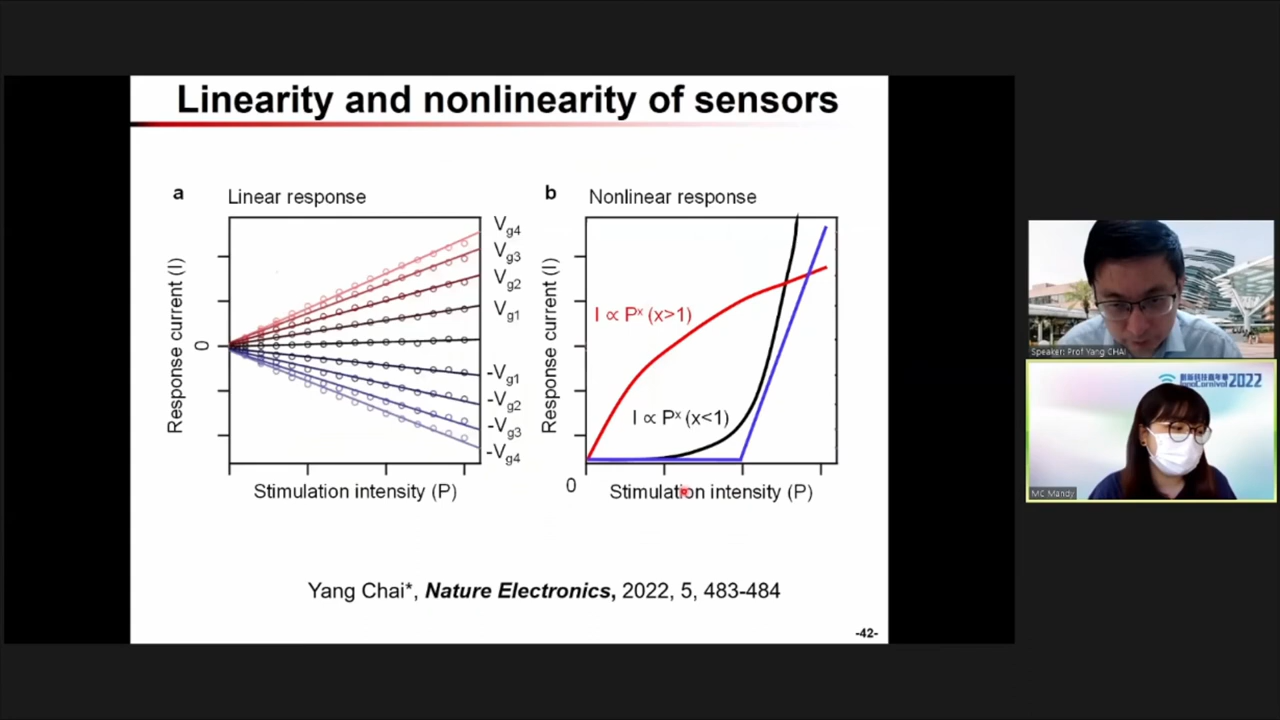 Linearity and nonlinearity of sensors
a
Linear response
Response current (I)
0
Vg4
Vg3
Vg2
Vg1
-Vg1
-Vg2
-Vg3
-Vg4
Stimulation intensity (P)
b
Nonlinear response
Response current (I)
I ∝ Pˣ (x>1)
I ∝ Pˣ (x<1)
0
Stimulation intensity (P)
Yang Chai*, Nature Electronics, 2022, 5, 483-484
-42-
Speaker: Prof Yang CHAI
InnoCarnival 2022
MC Mandy